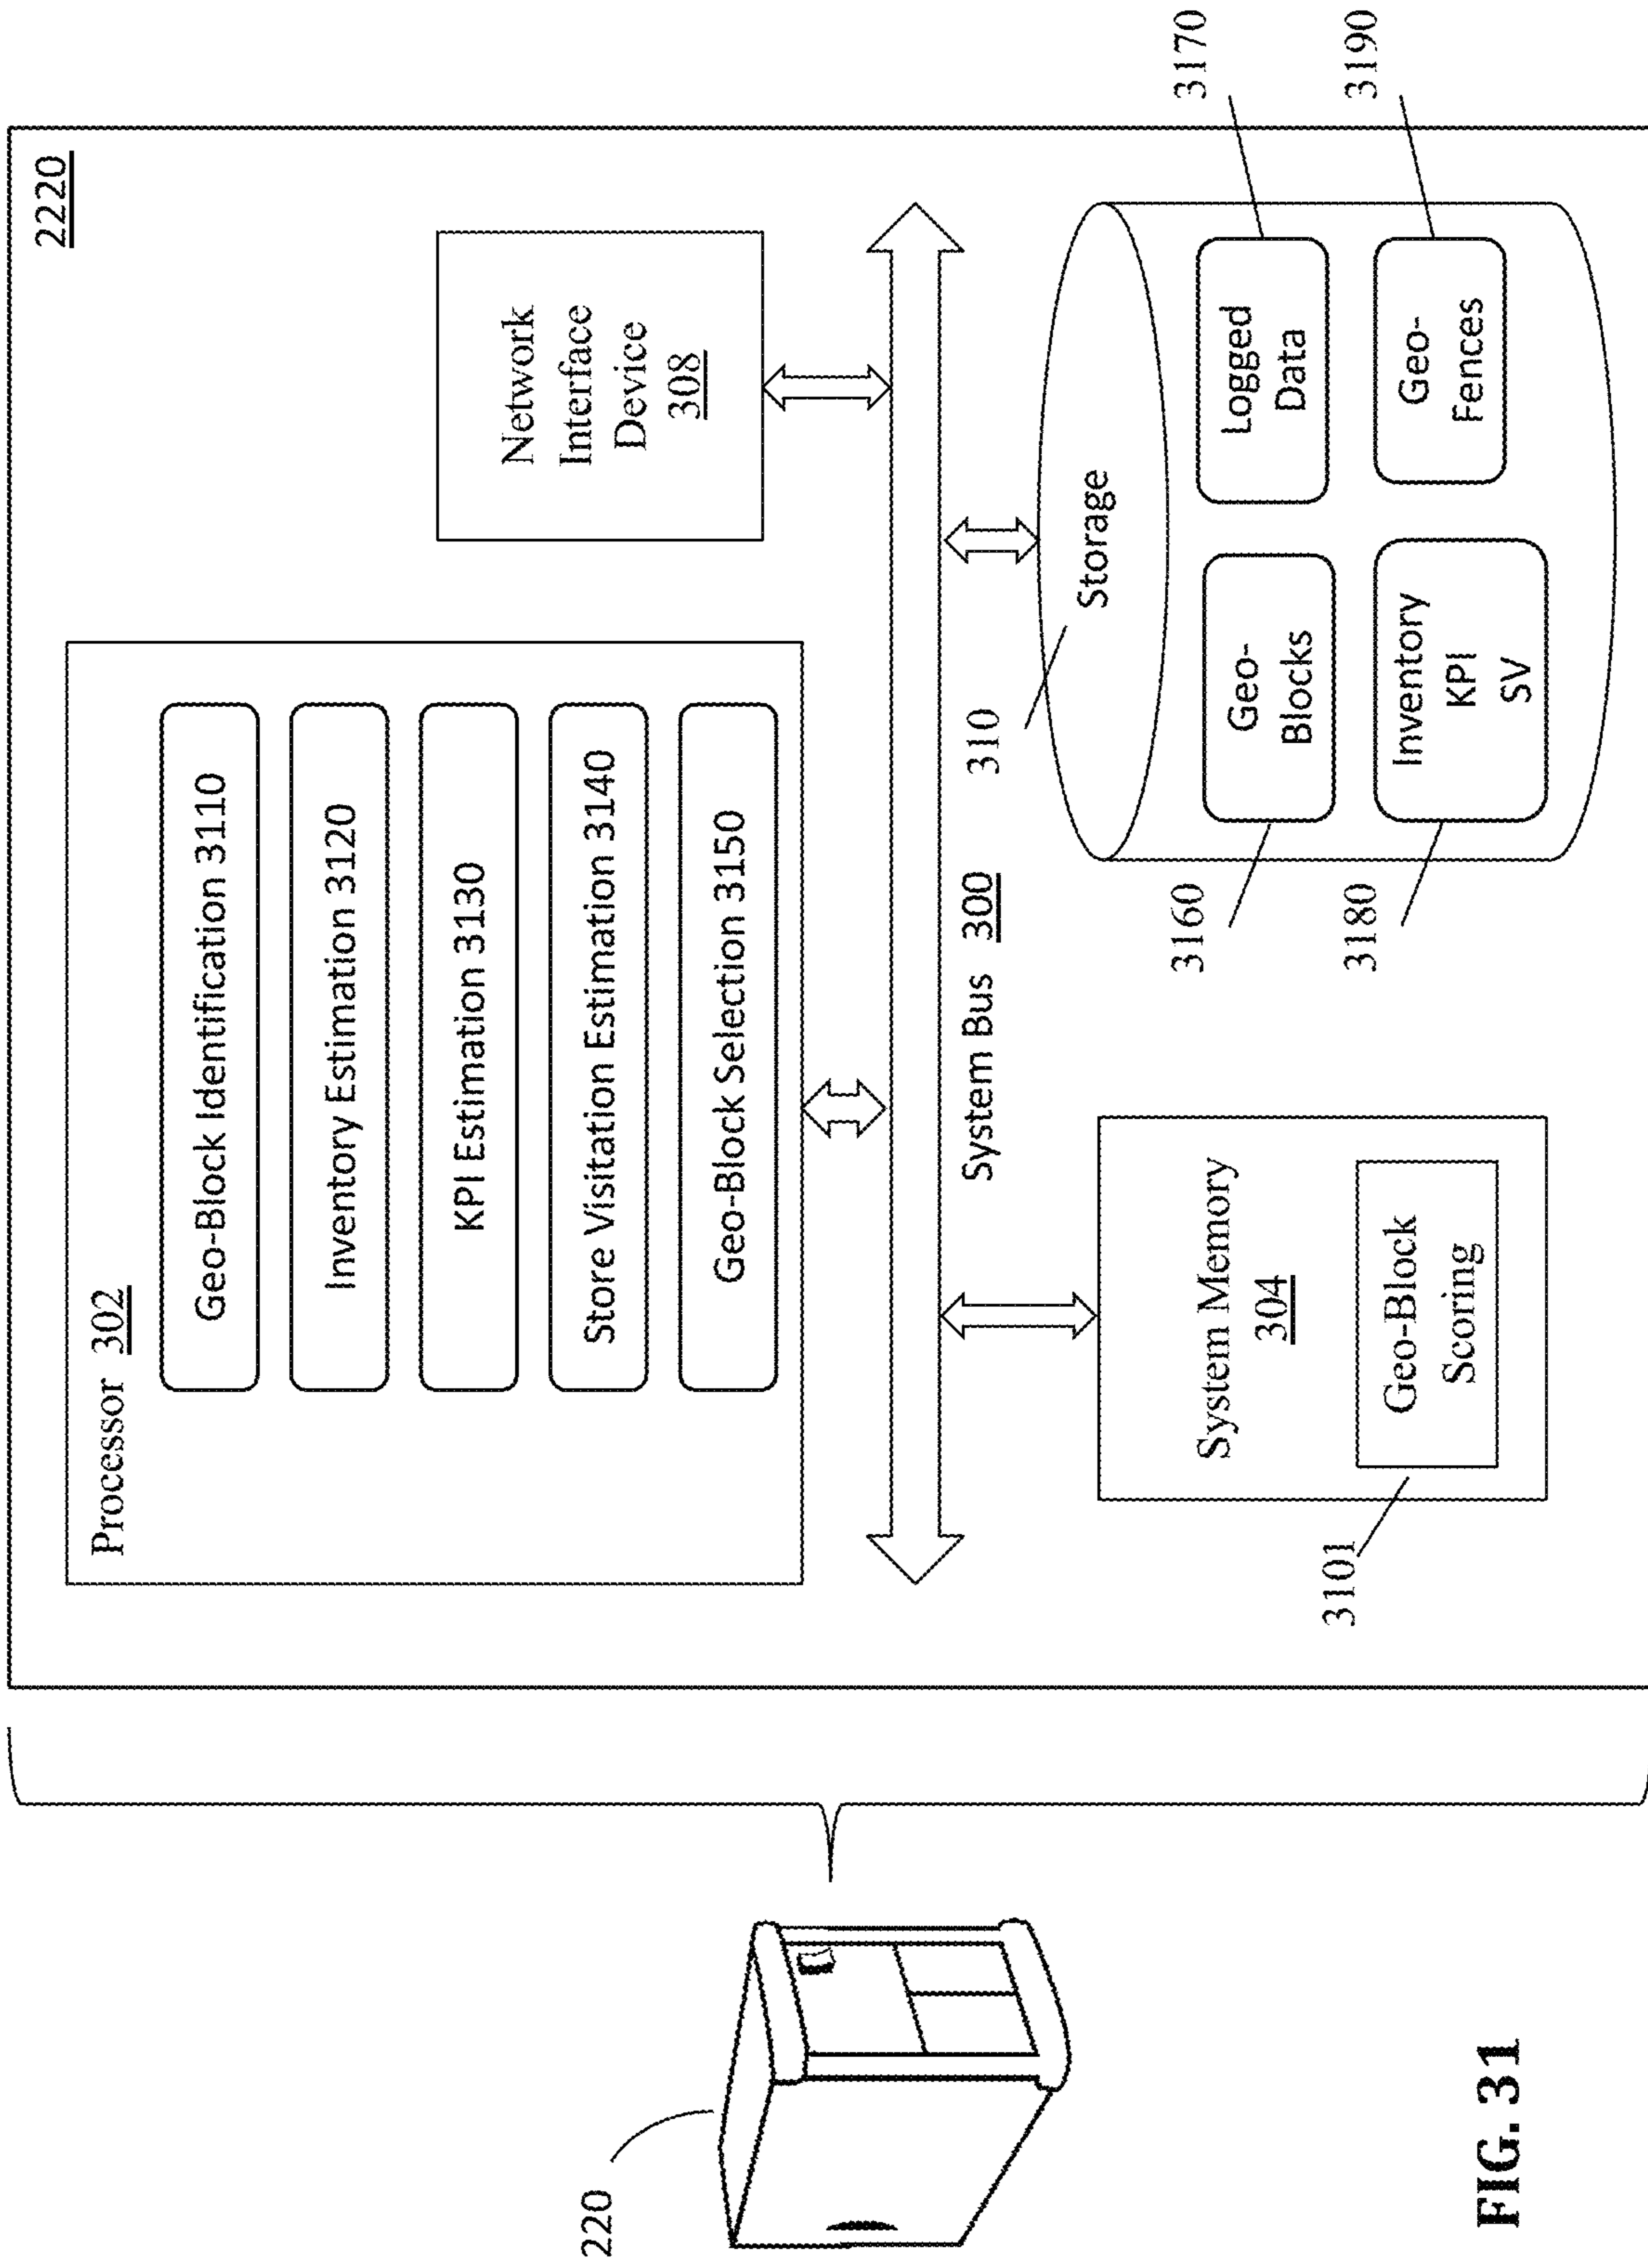 2220
Processor 302
Geo-Block Identification 3110
Inventory Estimation 3120
KPI Estimation 3130
Store Visitation Estimation 3140
Geo-Block Selection 3150
Network
Interface
Device
308
System Bus 300
System Memory
304
Geo-Block
Scoring
3101
310
Storage
Geo-
Blocks
Logged
Data
Inventory
KPI
SV
Geo-
Fences
3160
3170
3180
3190
220
FIG. 31